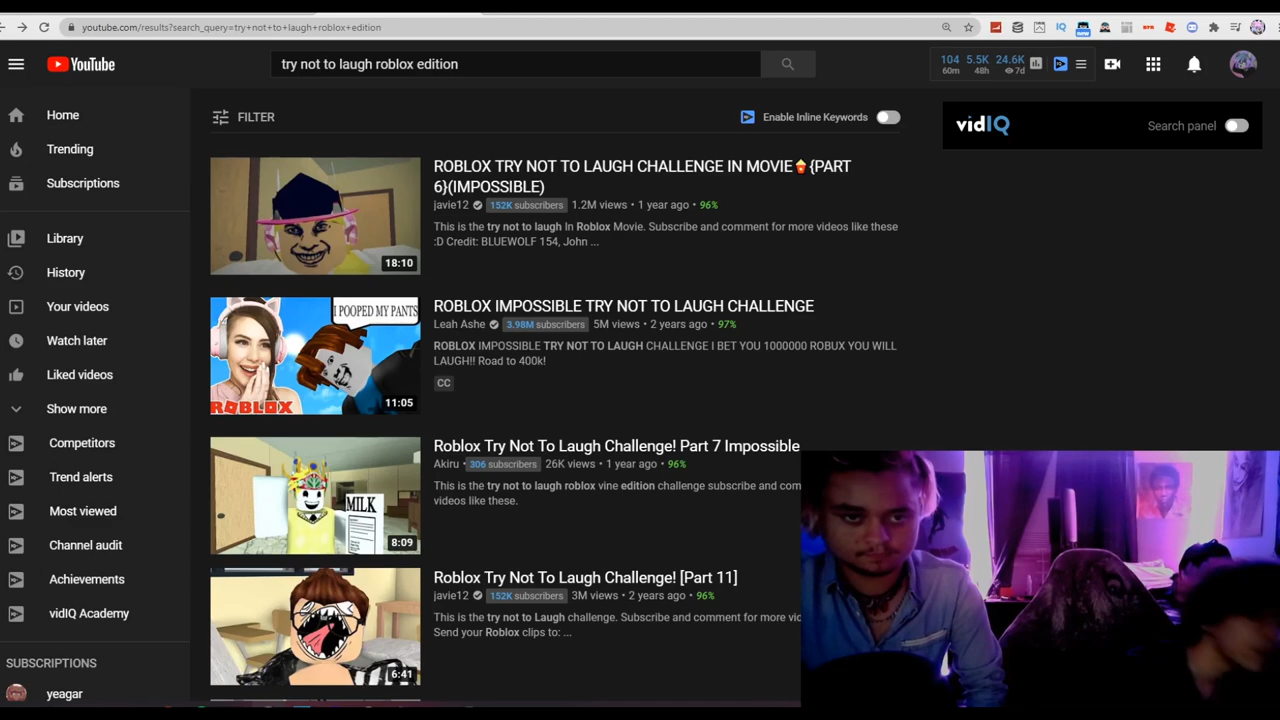 youtube.com/results?search_query=try+not+to+laugh+roblox+edition
YouTube
try not to laugh roblox edition
104 5.5K 24.6K
60m 48h 7d
Home
Trending
Subscriptions
Library
History
Your videos
Watch later
Liked videos
Show more
Competitors
Trend alerts
Most viewed
Channel audit
Achievements
vidIQ Academy
SUBSCRIPTIONS
yeagar
FILTER
Enable Inline Keywords
vidIQ
Search panel
18:10
ROBLOX TRY NOT TO LAUGH CHALLENGE IN MOVIE🍿{PART
6}(IMPOSSIBLE)
javie12 152K subscribers 1.2M views • 1 year ago • 96%
This is the try not to laugh In Roblox Movie. Subscribe and comment for more videos like these
:D Credit: BLUEWOLF 154, John ...
I POOPED MY PANTS
ROBLOX
11:05
ROBLOX IMPOSSIBLE TRY NOT TO LAUGH CHALLENGE
Leah Ashe 3.98M subscribers 5M views • 2 years ago • 97%
ROBLOX IMPOSSIBLE TRY NOT TO LAUGH CHALLENGE I BET YOU 1000000 ROBUX YOU WILL
LAUGH!! Road to 400k!
CC
MILK
8:09
Roblox Try Not To Laugh Challenge! Part 7 Impossible
Akiru • 306 subscribers 26K views • 1 year ago • 96%
This is the try not to laugh roblox vine edition challenge subscribe and com
videos like these.
6:41
Roblox Try Not To Laugh Challenge! [Part 11]
javie12 152K subscribers 3M views • 2 years ago • 96%
This is the try not to Laugh challenge. Subscribe and comment for more vid
Send your Roblox clips to: ...